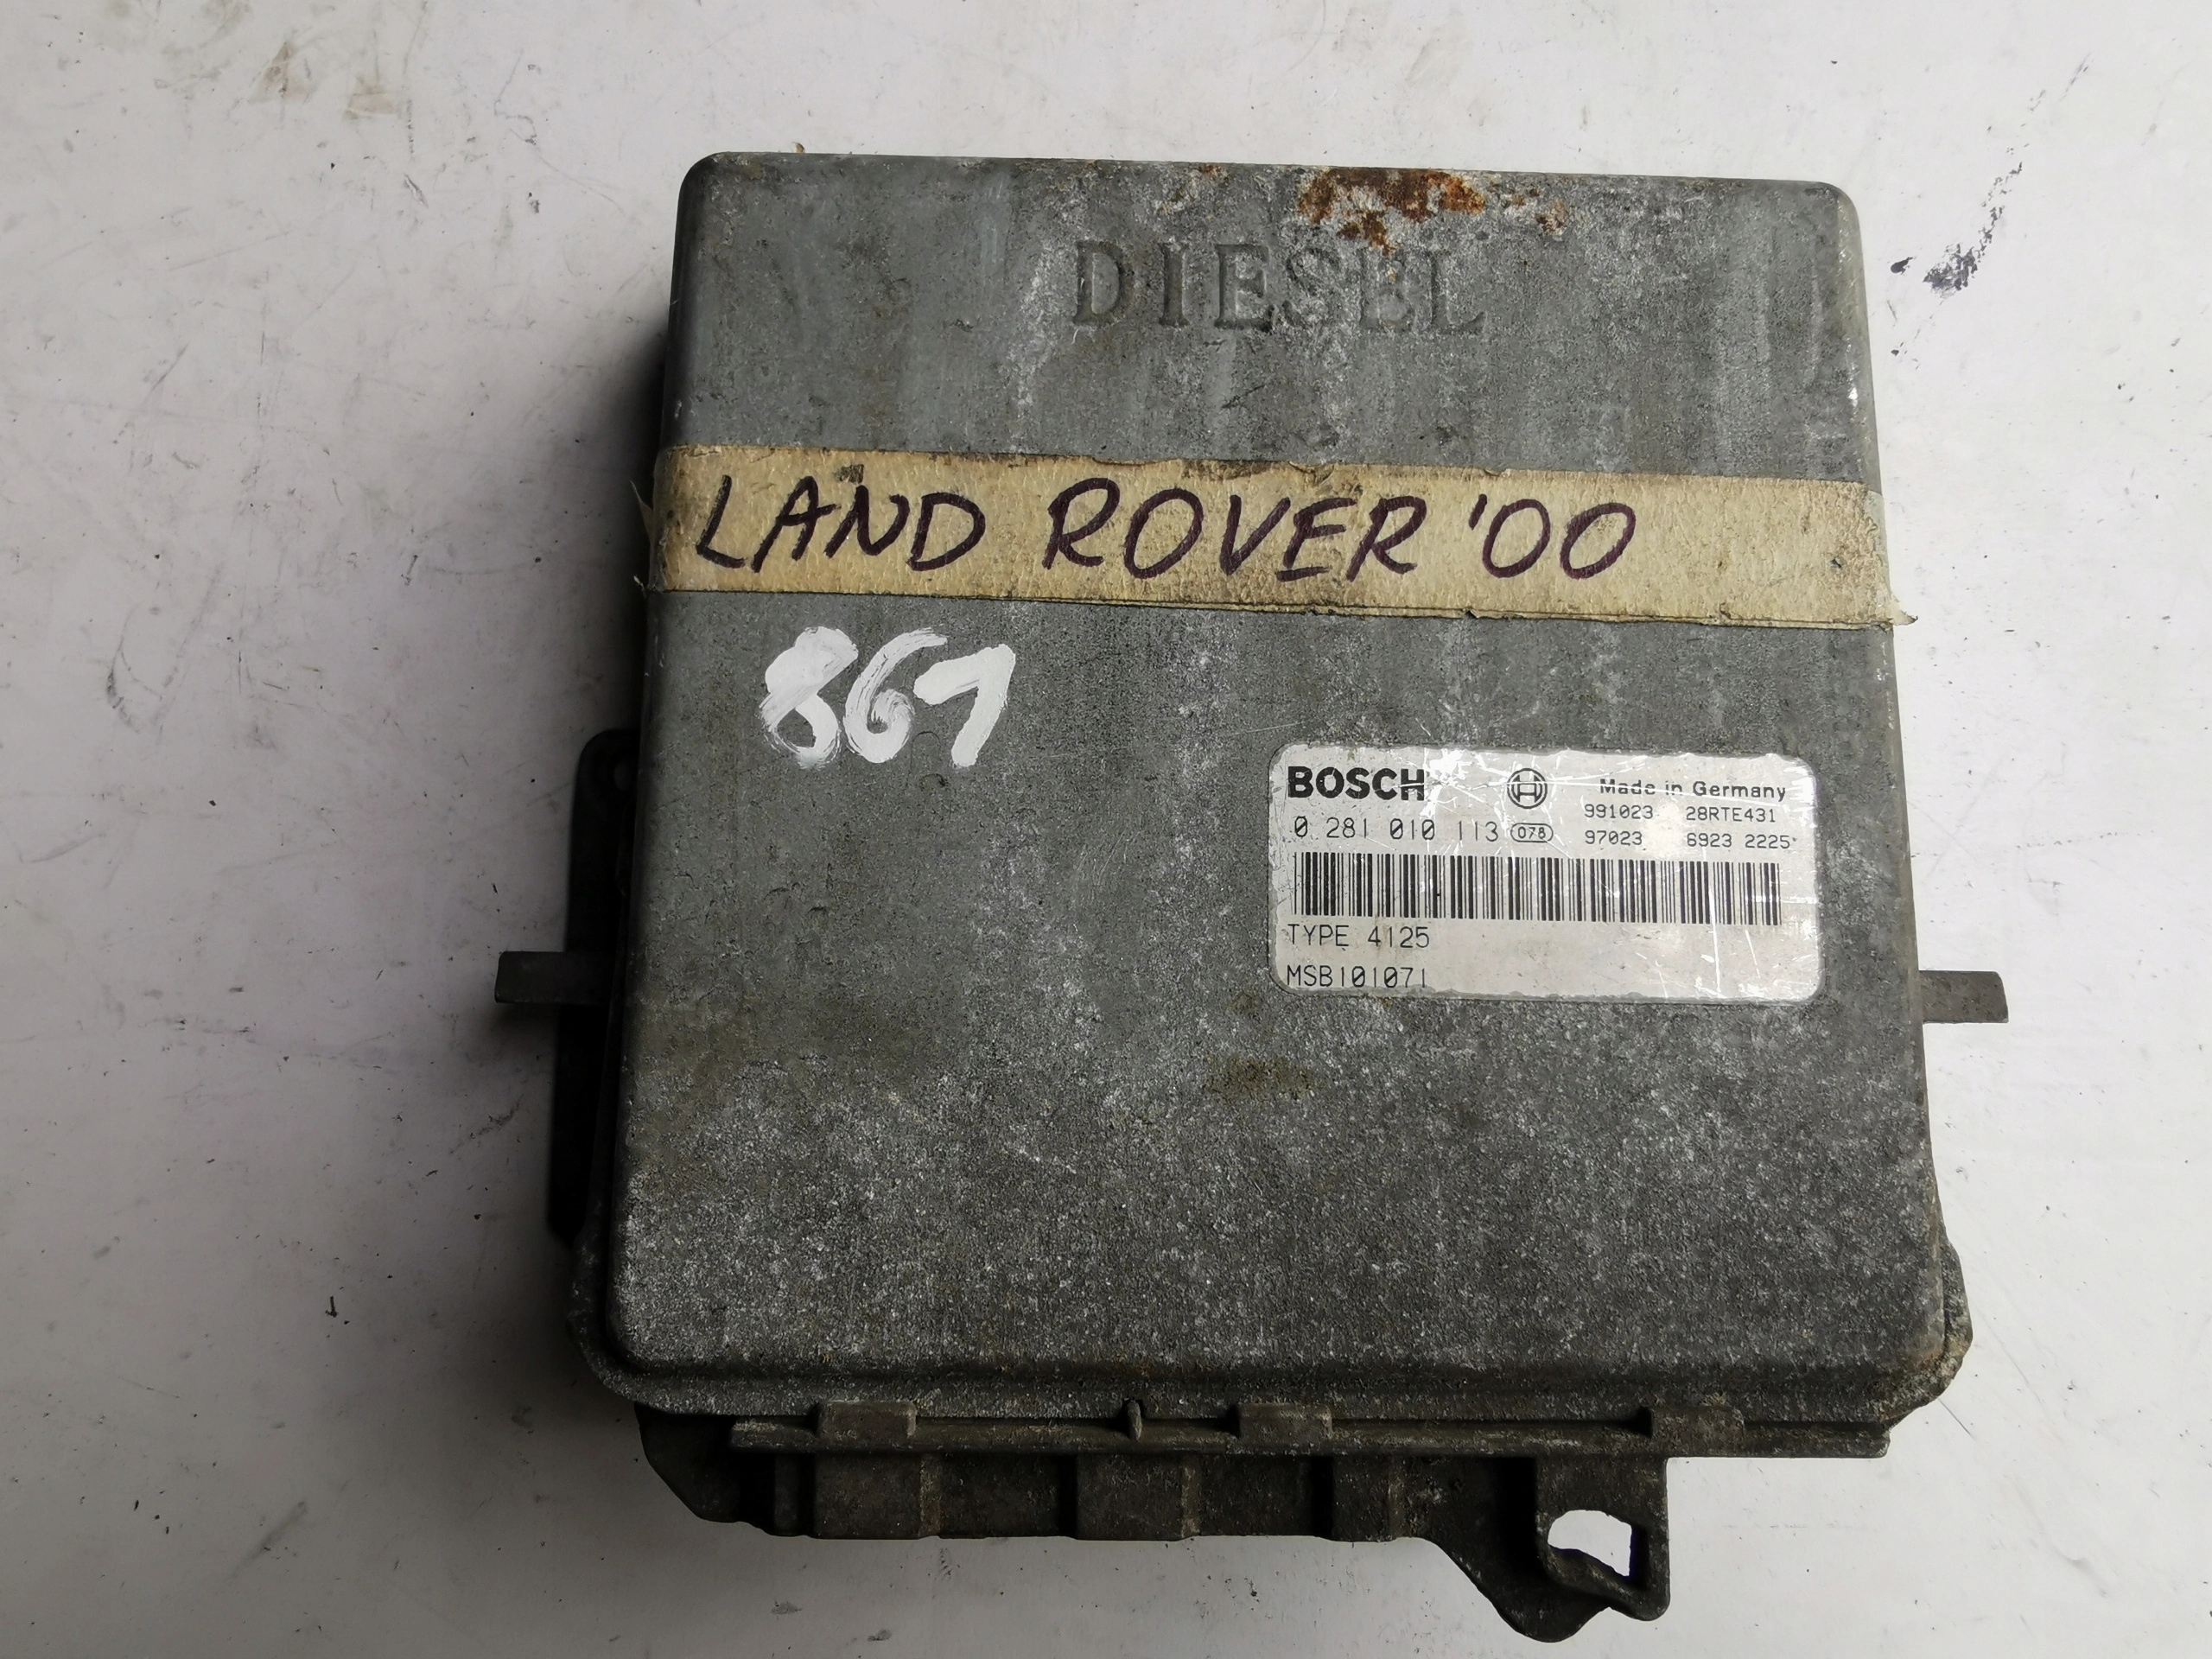 DIESEL
LAND ROVER '00
861
BOSCH Made in Germany
991023 28RTE431
0 281 010 113 078 97023 6923 2225*
TYPE 4125
MSB101071